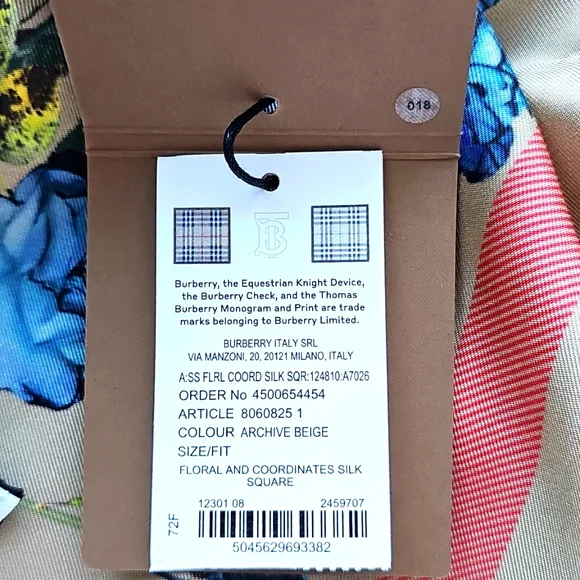 018
Burberry, the Equestrian Knight Device,
the Burberry Check, and the Thomas
Burberry Monogram and Print are trade
marks belonging to Burberry Limited.
BURBERRY ITALY SRL
VIA MANZONI, 20, 20121 MILANO, ITALY
A:SS FLRL COORD SILK SQR:124810:A7026
ORDER No 4500654454
ARTICLE 8060825 1
COLOUR ARCHIVE BEIGE
SIZE/FIT
FLORAL AND COORDINATES SILK
SQUARE
12301 08 2459707
72F
5045629693382